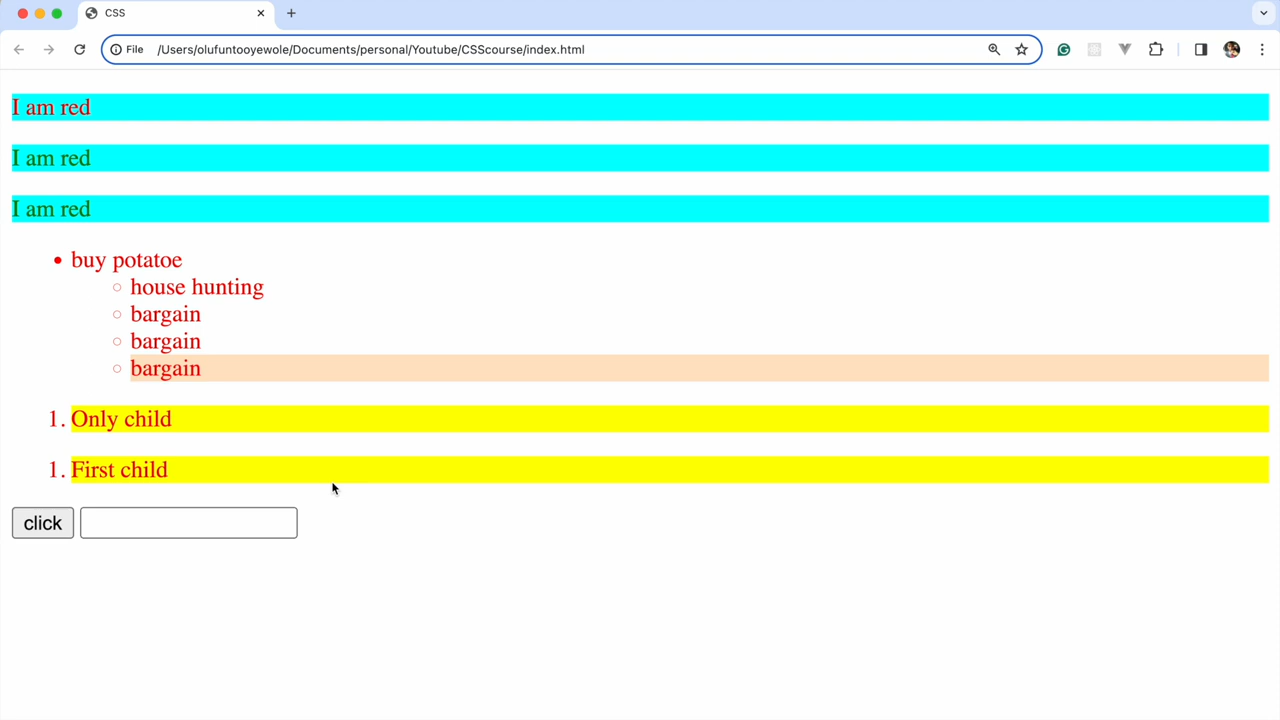 CSS
File /Users/olufuntooyewole/Documents/personal/Youtube/CSScourse/index.html
I am red
I am red
I am red
buy potatoe
house hunting
bargain
bargain
bargain
1. Only child
1. First child
click